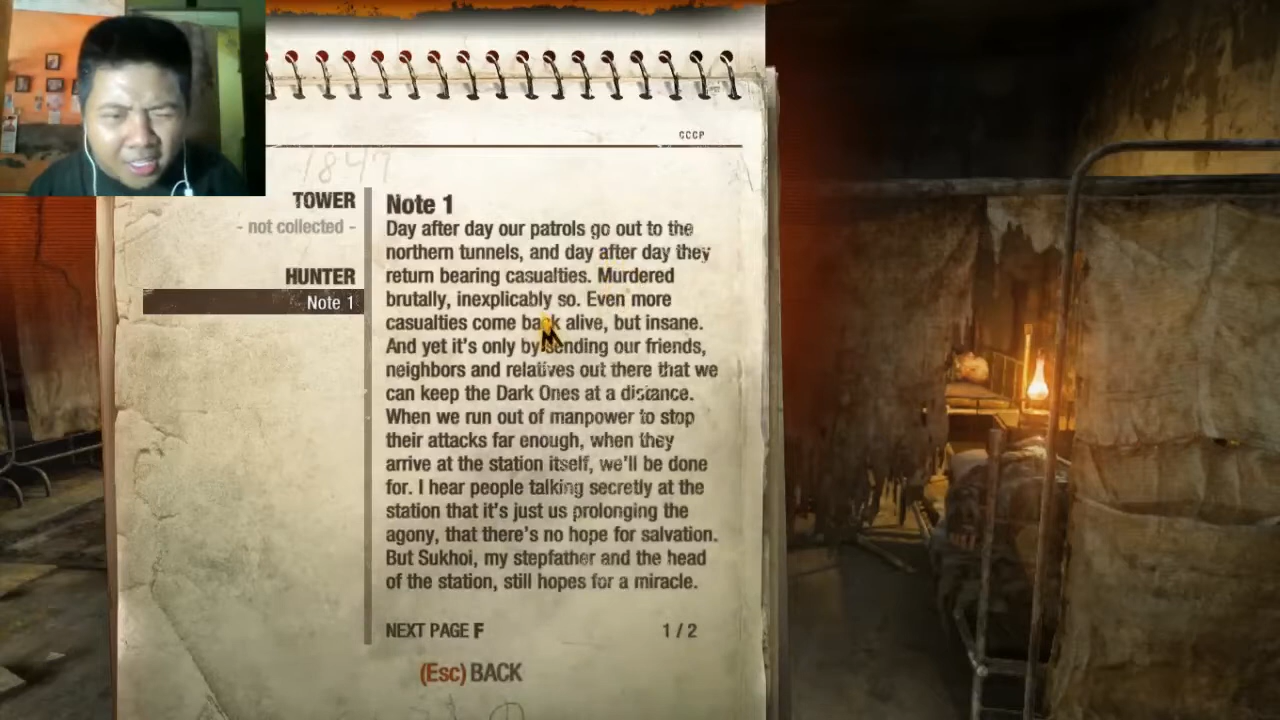 CCCP
1847
TOWER
- not collected -
HUNTER
Note 1
Note 1
Day after day our patrols go out to the
northern tunnels, and day after day they
return bearing casualties. Murdered
brutally, inexplicably so. Even more
casualties come back alive, but insane.
And yet it's only by sending our friends,
neighbors and relatives out there that we
can keep the Dark Ones at a distance.
When we run out of manpower to stop
their attacks far enough, when they
arrive at the station itself, we'll be done
for. I hear people talking secretly at the
station that it's just us prolonging the
agony, that there's no hope for salvation.
But Sukhoi, my stepfather and the head
of the station, still hopes for a miracle.
NEXT PAGE F
1 / 2
(Esc) BACK